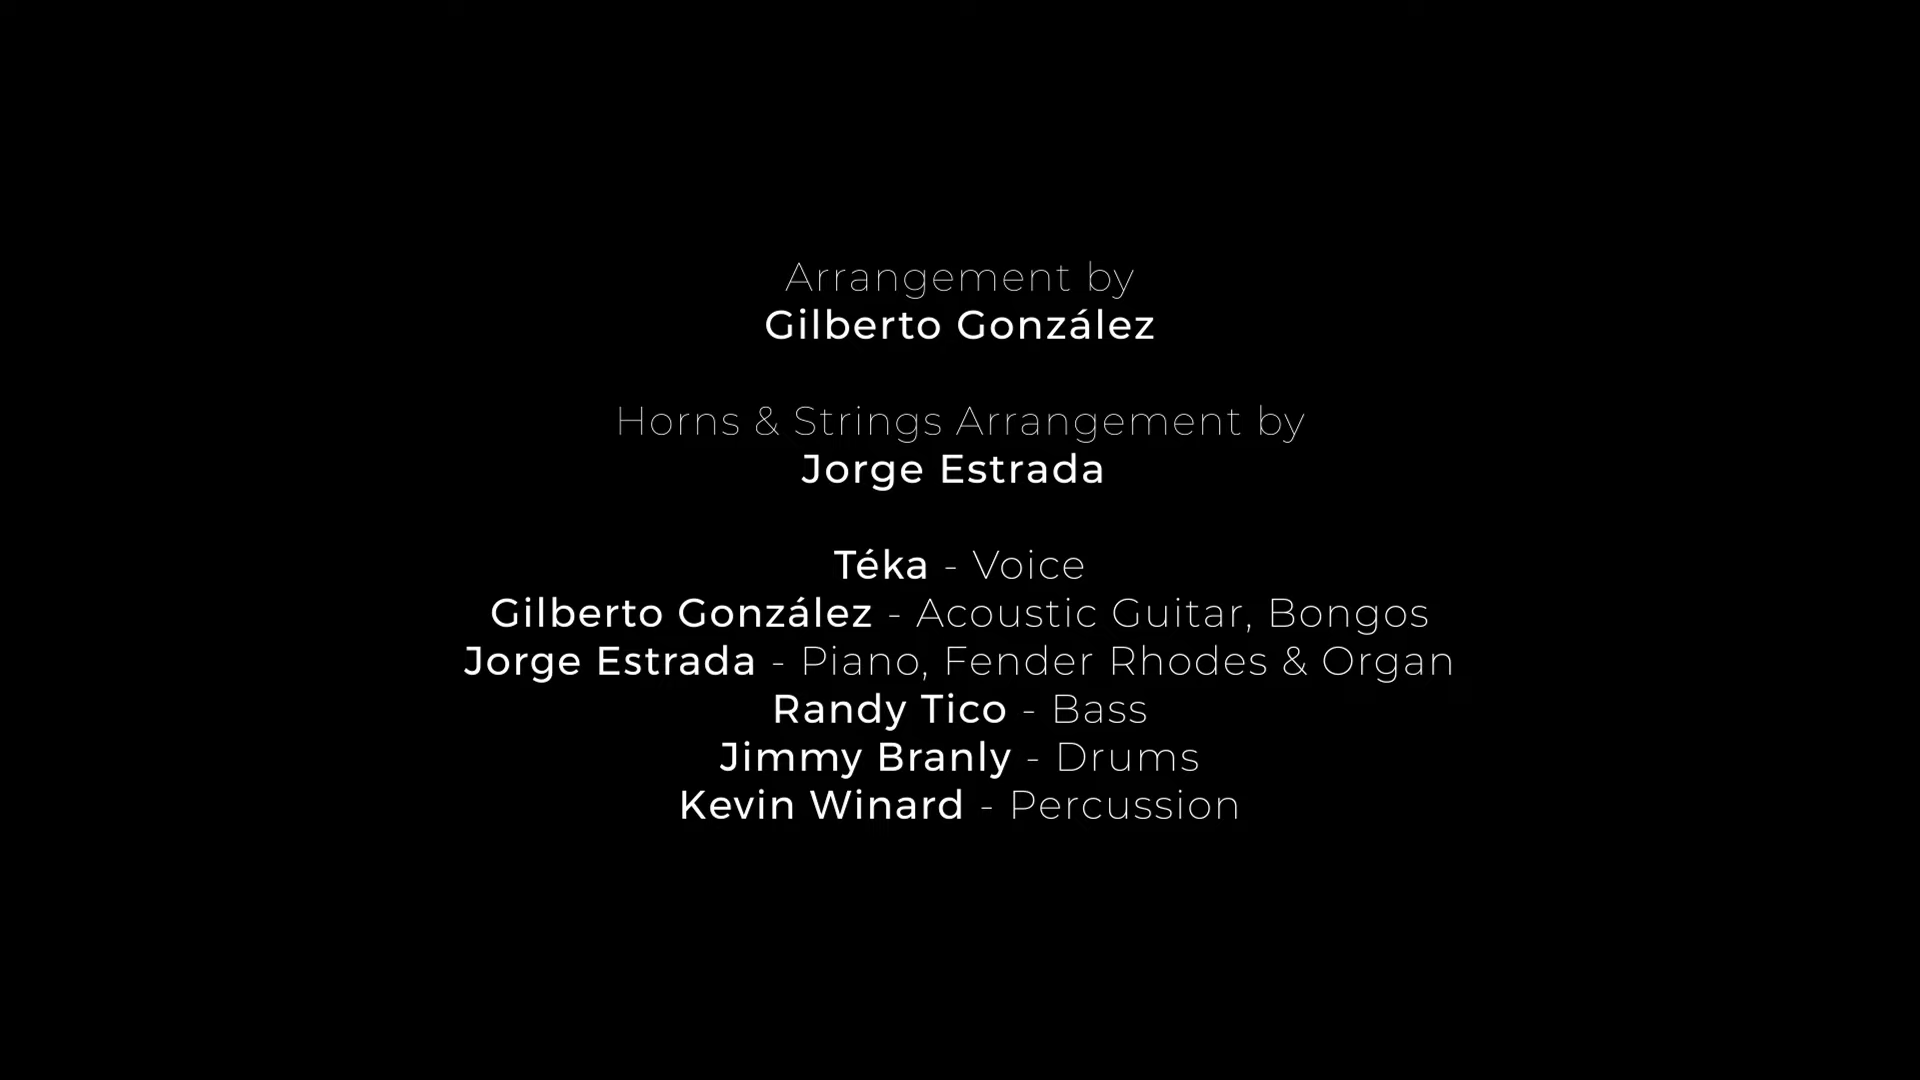 Arrangement by
Gilberto González
Horns & Strings Arrangement by
Jorge Estrada
Téka - Voice
Gilberto González - Acoustic Guitar, Bongos
Jorge Estrada - Piano, Fender Rhodes & Organ
Randy Tico - Bass
Jimmy Branly - Drums
Kevin Winard - Percussion